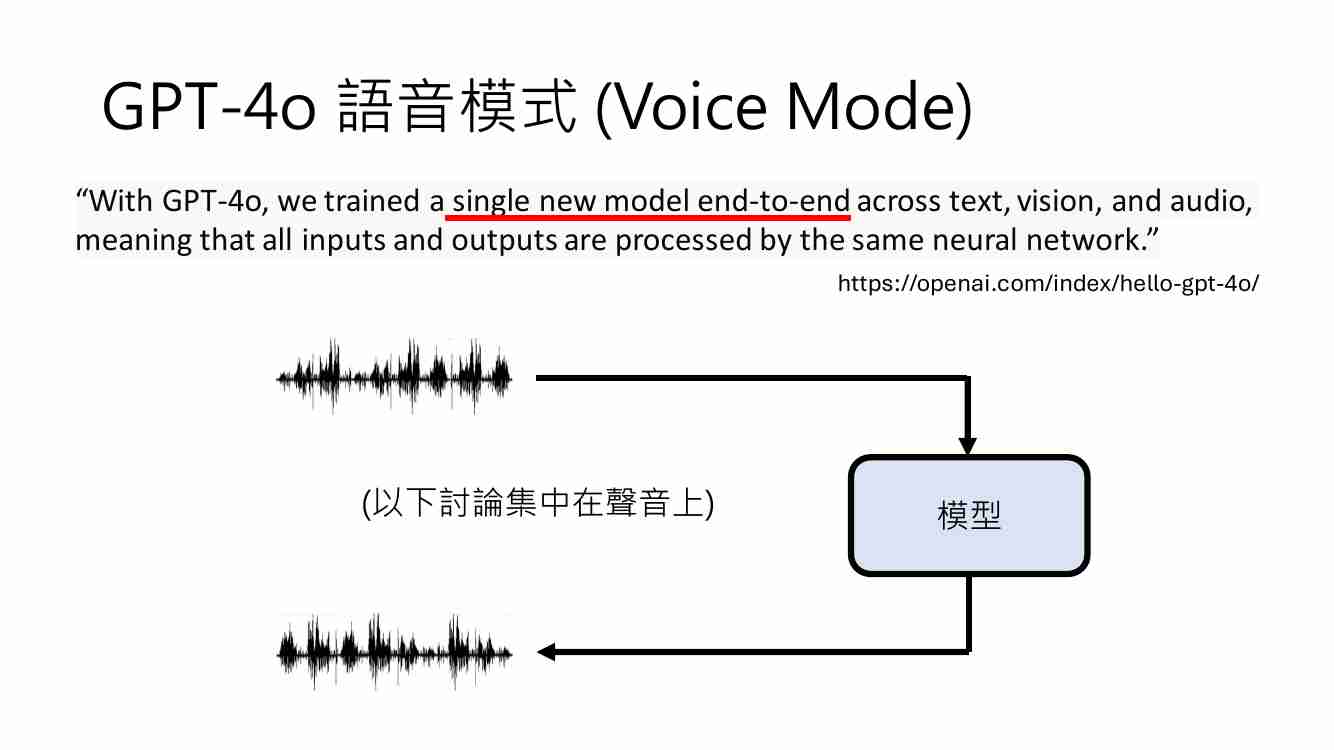 GPT-4o 語音模式 (Voice Mode)
“With GPT-4o, we trained a single new model end-to-end across text, vision, and audio,
meaning that all inputs and outputs are processed by the same neural network.”
https://openai.com/index/hello-gpt-4o/
(以下討論集中在聲音上)
模型